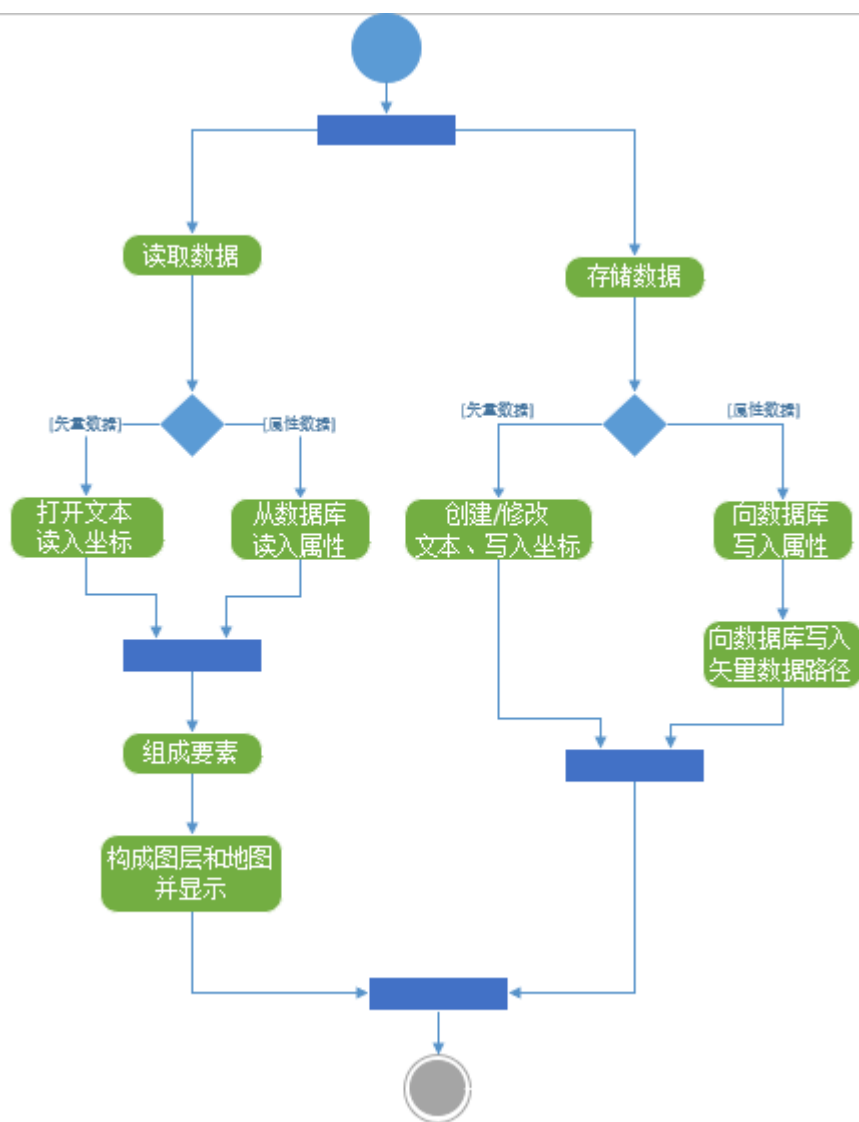 读取数据
存储数据
[矢量数据]
[属性数据]
[矢量数据]
[属性数据]
打开文本
读入坐标
从数据库
读入属性
创建/修改
文本、写入坐标
向数据库
写入属性
向数据库写入
矢量数据路径
组成要素
构成图层和地图
并显示